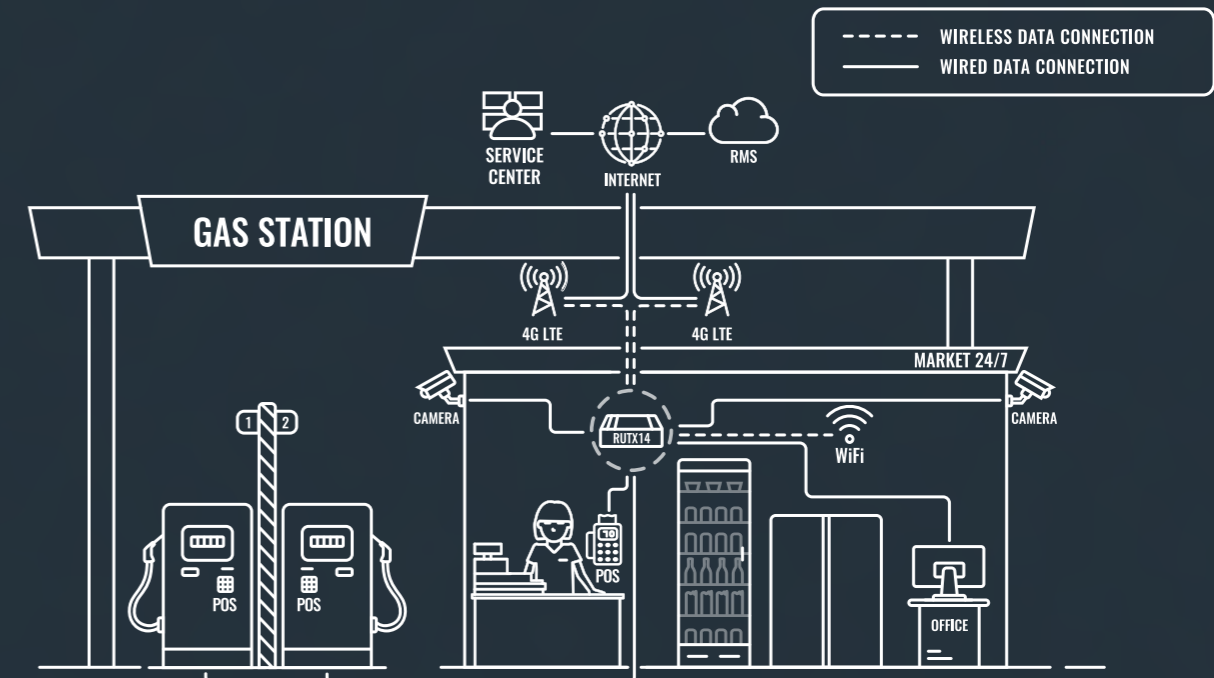 WIRELESS DATA CONNECTION
WIRED DATA CONNECTION
SERVICE
CENTER
INTERNET
RMS
GAS STATION
4G LTE
4G LTE
MARKET 24/7
CAMERA
CAMERA
RUTX14
WiFi
1
2
10
POS
POS
POS
OFFICE